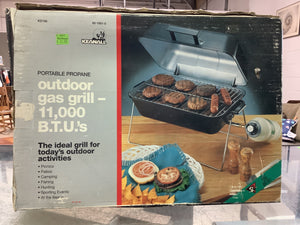 KENMALL
PORTABLE PROPANE
outdoor
gas grill –
11,000
B.T.U.'s
The ideal grill for
today's outdoor
activities
• Picnics
• Patios
• Camping
• Fishing
• Hunting
• Sporting Events